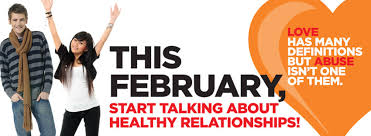 THIS
FEBRUARY,
START TALKING ABOUT
HEALTHY RELATIONSHIPS!
LOVE
HAS MANY
DEFINITIONS
BUT ABUSE
ISN'T ONE
OF THEM.